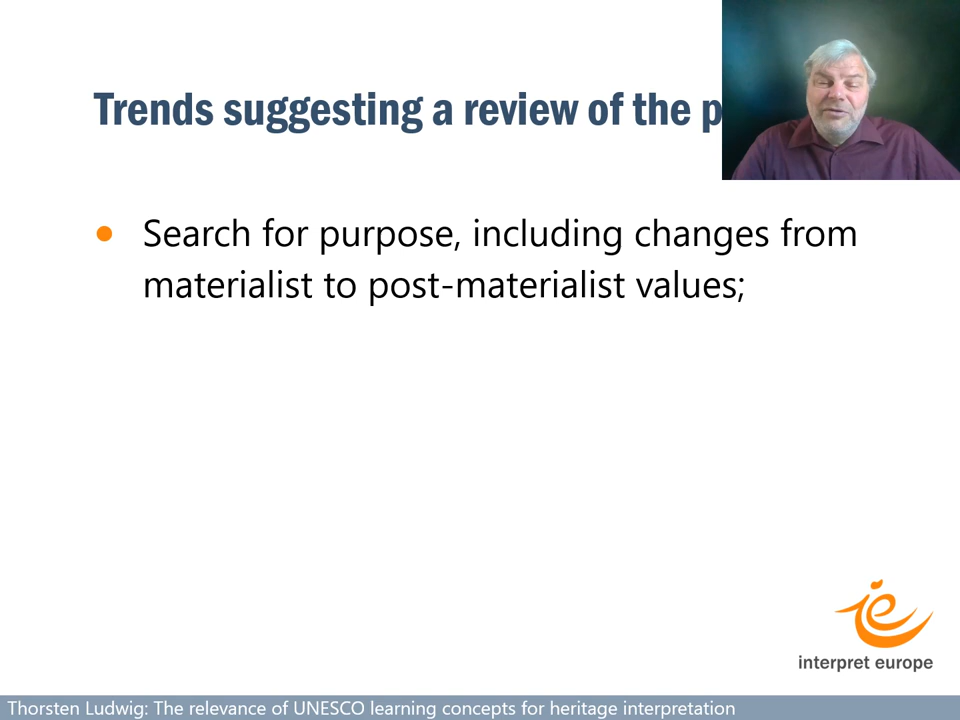 Trends suggesting a review of the p
Search for purpose, including changes from
materialist to post-materialist values;
interpret europe
Thorsten Ludwig: The relevance of UNESCO learning concepts for heritage interpretation